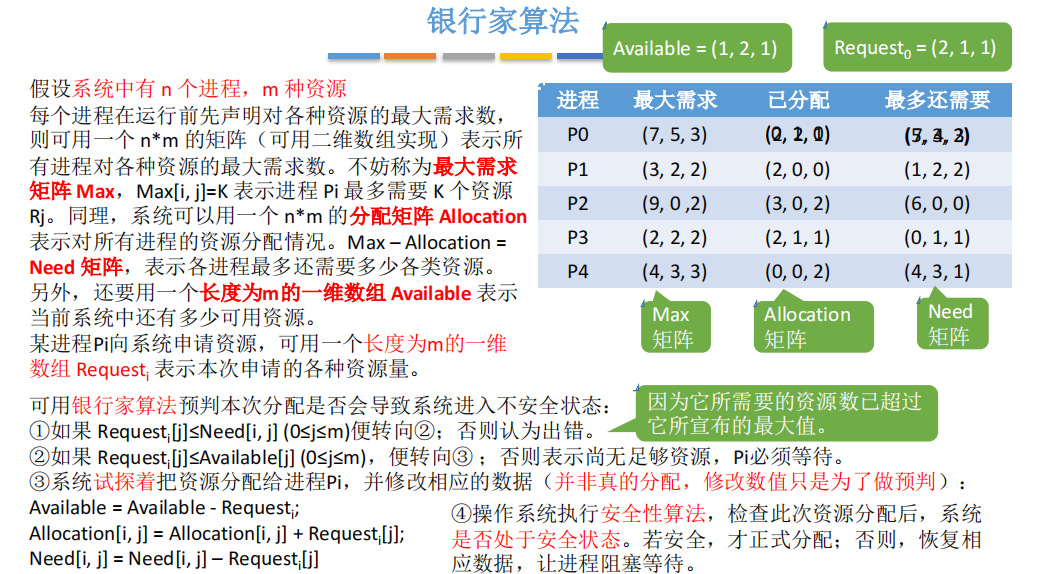 银行家算法
Available = (1, 2, 1)
Request0 = (2, 1, 1)
假设系统中有 n 个进程，m 种资源
每个进程在运行前先声明对各种资源的最大需求数，
则可用一个 n*m 的矩阵（可用二维数组实现）表示所
有进程对各种资源的最大需求数。不妨称为最大需求
矩阵 Max，Max[i, j]=K 表示进程 Pi 最多需要 K 个资源
Rj。同理，系统可以用一个 n*m 的分配矩阵 Allocation
表示对所有进程的资源分配情况。Max – Allocation =
Need 矩阵，表示各进程最多还需要多少各类资源。
另外，还要用一个长度为m的一维数组 Available 表示
当前系统中还有多少可用资源。
某进程Pi向系统申请资源，可用一个长度为m的一维
数组 Requesti 表示本次申请的各种资源量。
进程 最大需求 已分配 最多还需要
P0 (7, 5, 3)
P1 (3, 2, 2) (2, 0, 0) (1, 2, 2)
P2 (9, 0 ,2) (3, 0, 2) (6, 0, 0)
P3 (2, 2, 2) (2, 1, 1) (0, 1, 1)
P4 (4, 3, 3) (0, 0, 2) (4, 3, 1)
Max
矩阵
Allocation
矩阵
Need
矩阵
可用银行家算法预判本次分配是否会导致系统进入不安全状态：
①如果 Requesti[j]≤Need[i, j] (0≤j≤m)便转向②；否则认为出错。
因为它所需要的资源数已超过
它所宣布的最大值。
②如果 Requesti[j]≤Available[j] (0≤j≤m)，便转向③ ；否则表示尚无足够资源，Pi必须等待。
③系统试探着把资源分配给进程Pi，并修改相应的数据（并非真的分配，修改数值只是为了做预判）：
Available = Available - Requesti;
Allocation[i, j] = Allocation[i, j] + Requesti[j];
Need[i, j] = Need[i, j] – Requesti[j]
④操作系统执行安全性算法，检查此次资源分配后，系统
是否处于安全状态。若安全，才正式分配；否则，恢复相
应数据，让进程阻塞等待。